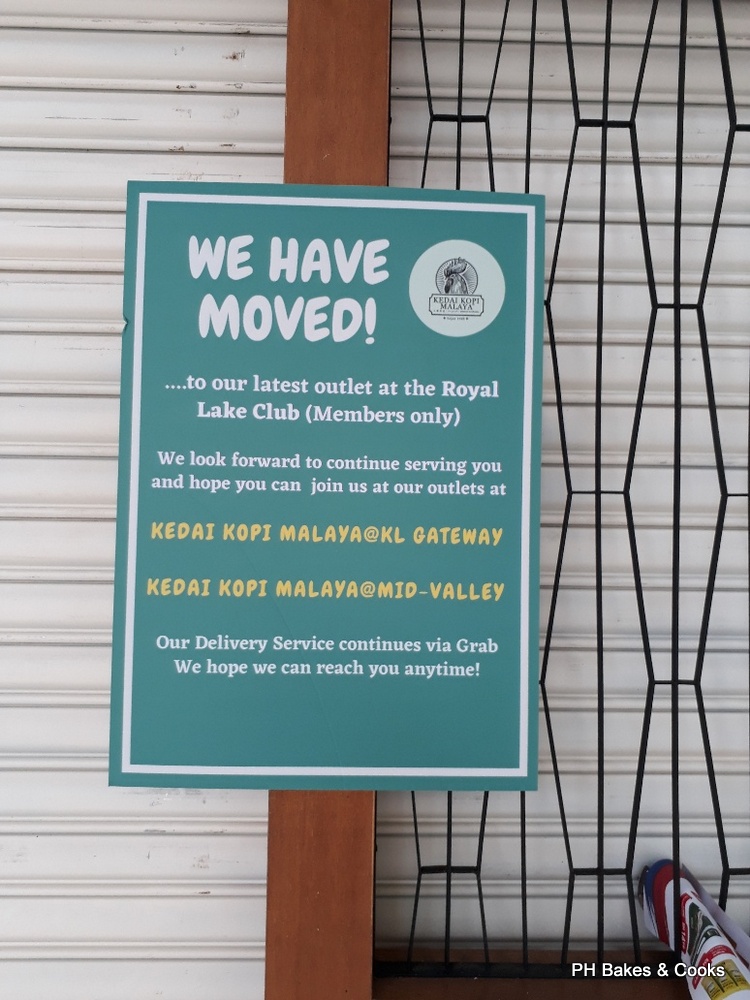 WE HAVE
MOVED!
KEDAI KOPI
MALAYA
....to our latest outlet at the Royal
Lake Club (Members only)
We look forward to continue serving you
and hope you can join us at our outlets at
KEDAI KOPI MALAYA@KL GATEWAY
KEDAI KOPI MALAYA@MID-VALLEY
Our Delivery Service continues via Grab
We hope we can reach you anytime!
PH Bakes & Cooks